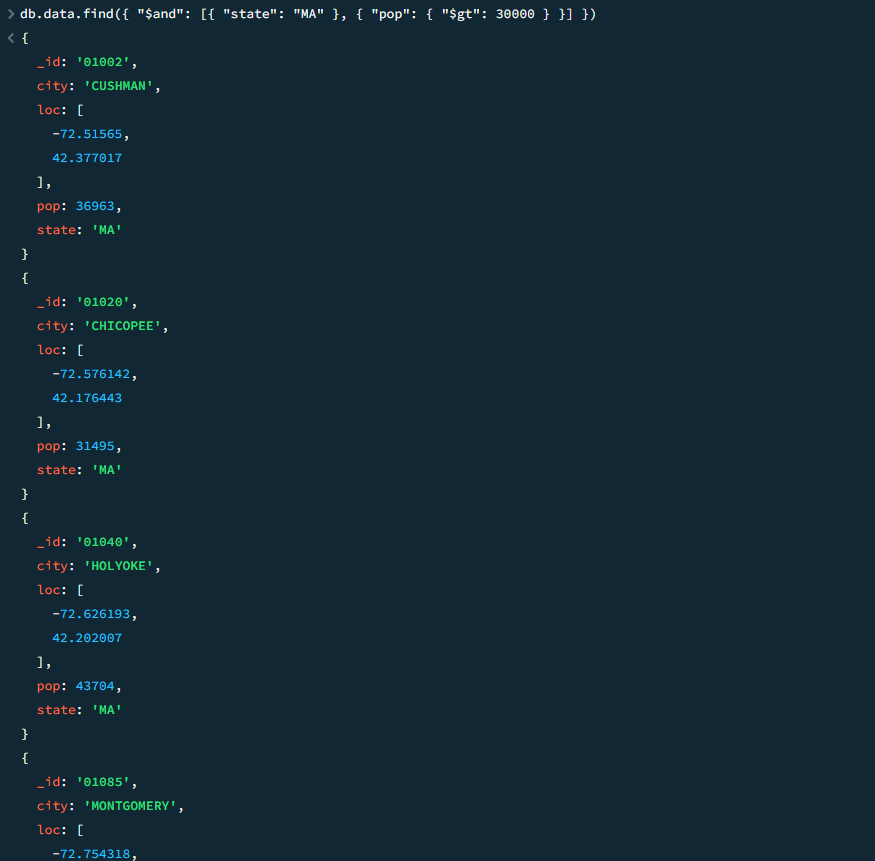 > db.data.find({ "$and": [{ "state": "MA" }, { "pop": { "$gt": 30000 } }] })
< {
_id: '01002',
city: 'CUSHMAN',
loc: [
-72.51565,
42.377017
],
pop: 36963,
state: 'MA'
}
{
_id: '01020',
city: 'CHICOPEE',
loc: [
-72.576142,
42.176443
],
pop: 31495,
state: 'MA'
}
{
_id: '01040',
city: 'HOLYOKE',
loc: [
-72.626193,
42.202007
],
pop: 43704,
state: 'MA'
}
{
_id: '01085',
city: 'MONTGOMERY',
loc: [
-72.754318,